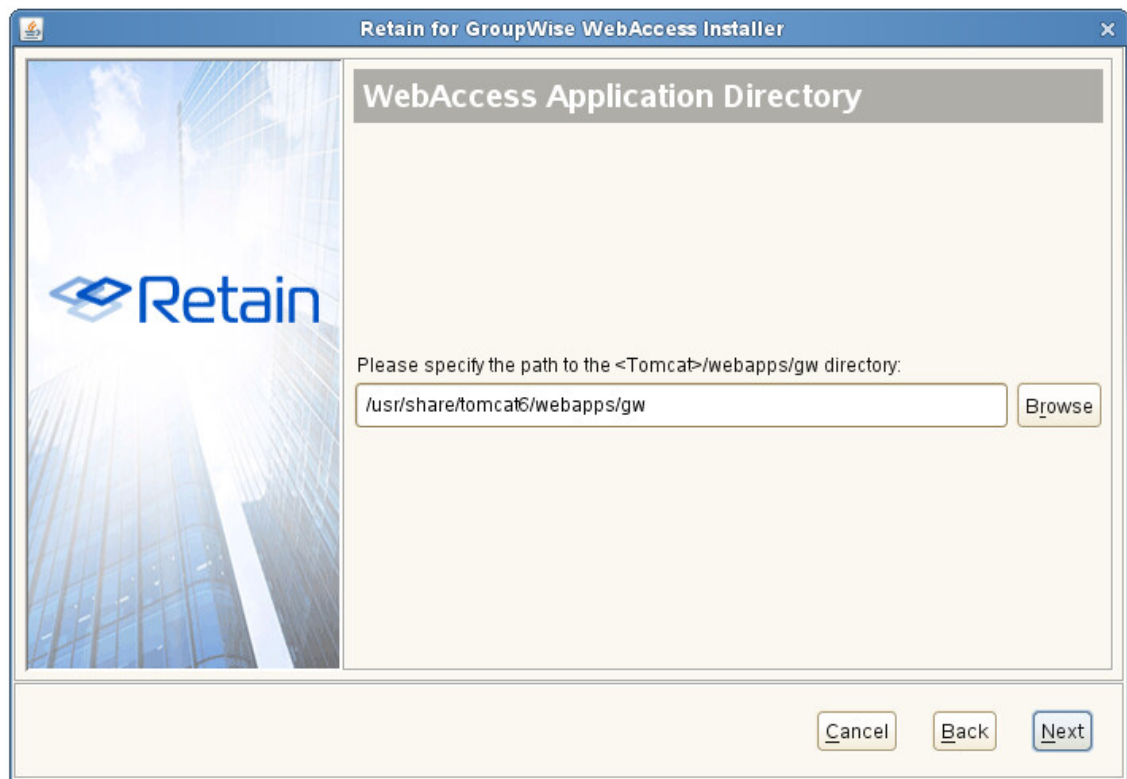 Retain for GroupWise WebAccess Installer
WebAccess Application Directory
Retain
Please specify the path to the <Tomcat>/webapps/gw directory:
/usr/share/tomcat6/webapps/gw
Browse
Cancel
Back
Next